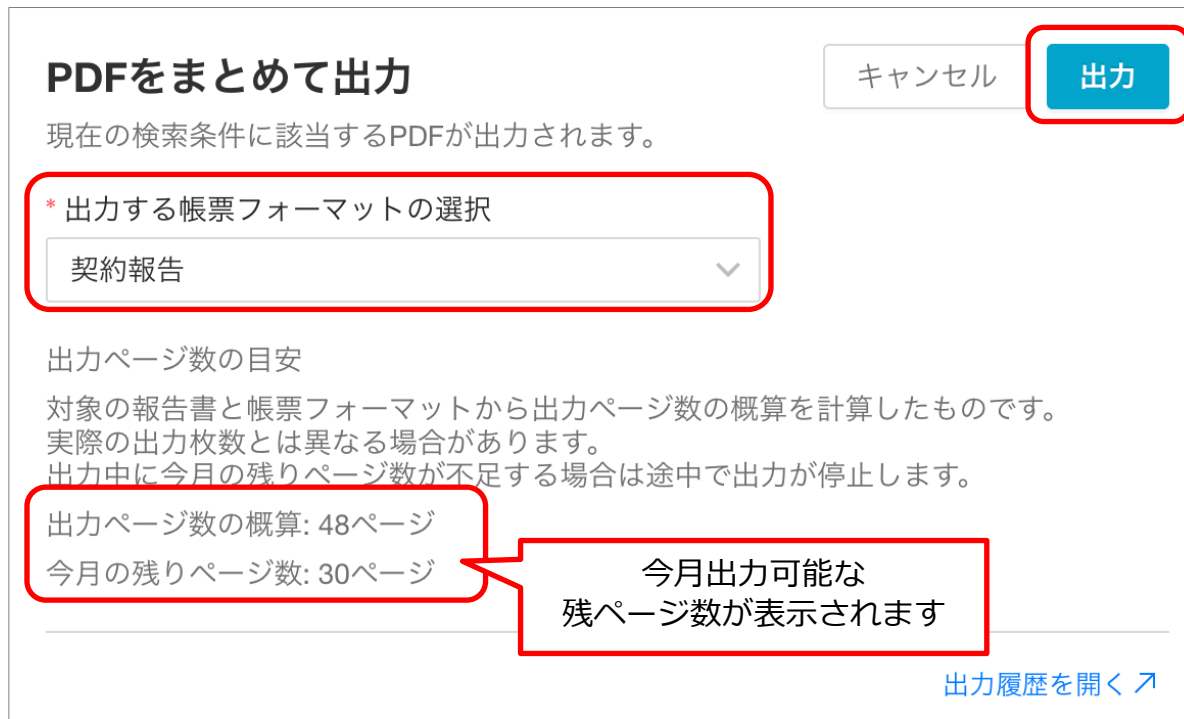 PDFをまとめて出力
キャンセル
出力
現在の検索条件に該当するPDFが出力されます。
* 出力する帳票フォーマットの選択
契約報告
出力ページ数の目安
対象の報告書と帳票フォーマットから出力ページ数の概算を計算したものです。
実際の出力枚数とは異なる場合があります。
出力中に今月の残りページ数が不足する場合は途中で出力が停止します。
出力ページ数の概算: 48ページ
今月の残りページ数: 30ページ
今月出力可能な
残ページ数が表示されます
出力履歴を開く